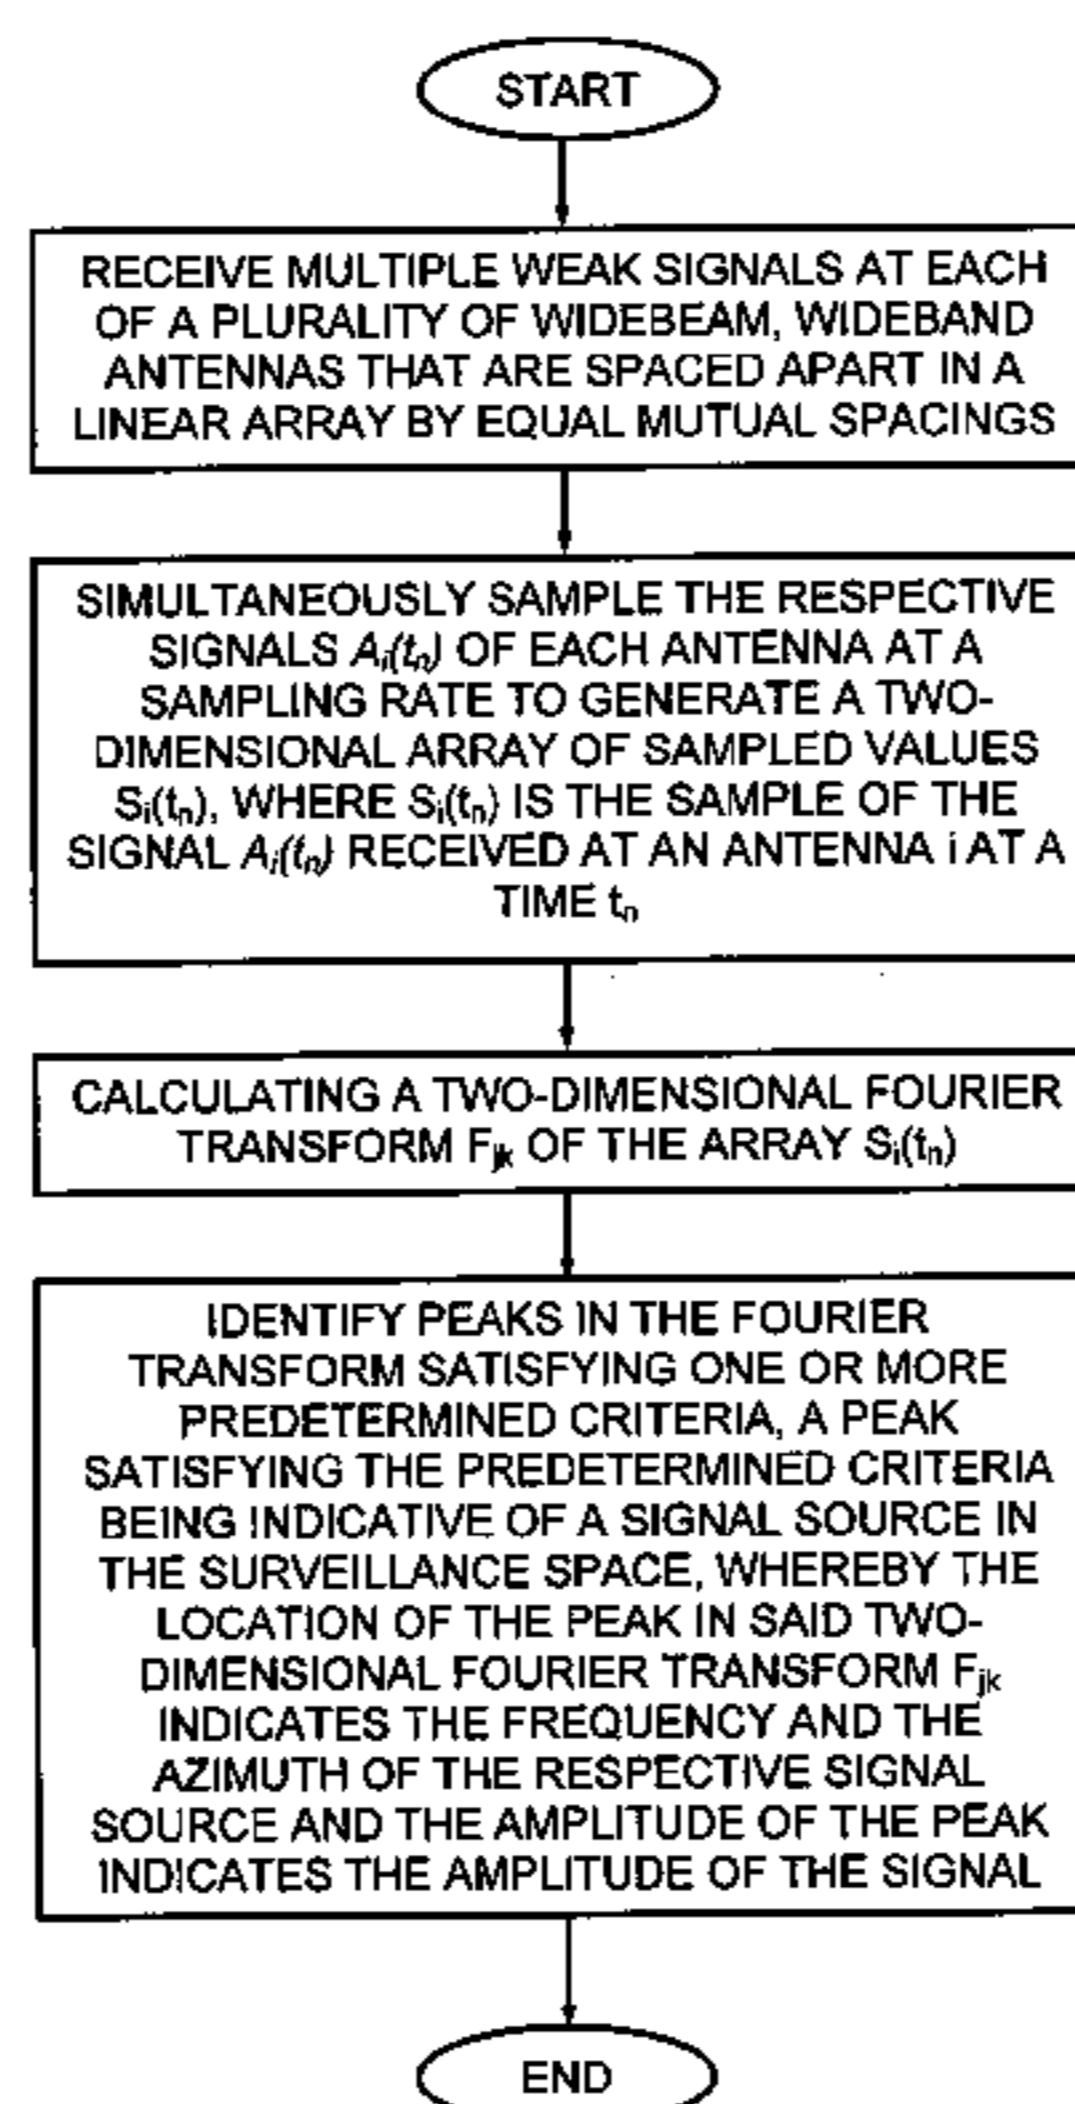 START
RECEIVE MULTIPLE WEAK SIGNALS AT EACH
OF A PLURALITY OF WIDEBEAM, WIDEBAND
ANTENNAS THAT ARE SPACED APART IN A
LINEAR ARRAY BY EQUAL MUTUAL SPACINGS
SIMULTANEOUSLY SAMPLE THE RESPECTIVE
SIGNALS Aᵢ(tₙ) OF EACH ANTENNA AT A
SAMPLING RATE TO GENERATE A TWO-
DIMENSIONAL ARRAY OF SAMPLED VALUES
Sᵢ(tₙ), WHERE Sᵢ(tₙ) IS THE SAMPLE OF THE
SIGNAL Aᵢ(tₙ) RECEIVED AT AN ANTENNA i AT A
TIME tₙ
CALCULATING A TWO-DIMENSIONAL FOURIER
TRANSFORM Fⱼₖ OF THE ARRAY Sᵢ(tₙ)
IDENTIFY PEAKS IN THE FOURIER
TRANSFORM SATISFYING ONE OR MORE
PREDETERMINED CRITERIA, A PEAK
SATISFYING THE PREDETERMINED CRITERIA
BEING INDICATIVE OF A SIGNAL SOURCE IN
THE SURVEILLANCE SPACE, WHEREBY THE
LOCATION OF THE PEAK IN SAID TWO-
DIMENSIONAL FOURIER TRANSFORM Fⱼₖ
INDICATES THE FREQUENCY AND THE
AZIMUTH OF THE RESPECTIVE SIGNAL
SOURCE AND THE AMPLITUDE OF THE PEAK
INDICATES THE AMPLITUDE OF THE SIGNAL
END